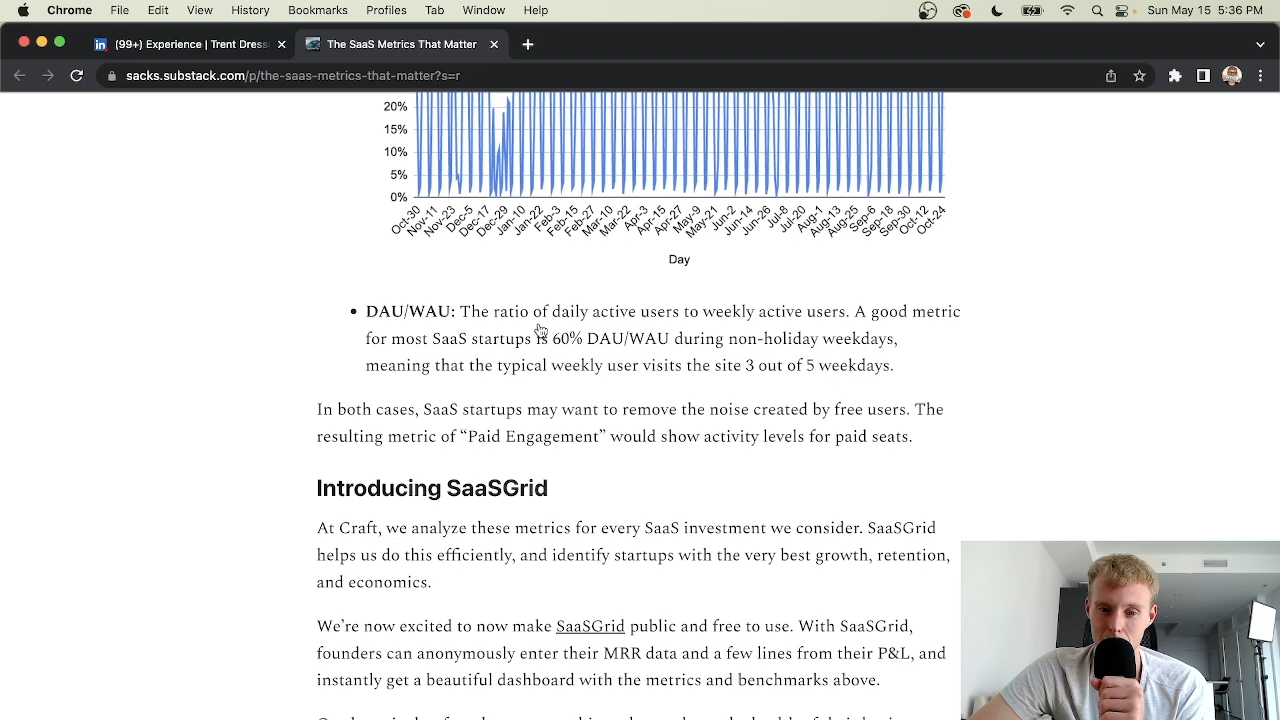 Chrome File Edit View History Bookmarks Profiles Tab Window Help Sun May 15 5:36 PM
(99+) Experience | Trent Dress
The SaaS Metrics That Matter
sacks.substack.com/p/the-saas-metrics-that-matter?s=r
20%
15%
10%
5%
0%
Oct-30 Nov-11 Nov-23 Dec-5 Dec-17 Dec-29 Jan-10 Jan-22 Feb-3 Feb-15 Feb-27 Mar-10 Mar-22 Apr-3 Apr-15 Apr-27 May-9 May-21 Jun-2 Jun-14 Jun-26 Jul-8 Jul-20 Aug-1 Aug-13 Aug-25 Sep-6 Sep-18 Sep-30 Oct-12 Oct-24
Day
• DAU/WAU: The ratio of daily active users to weekly active users. A good metric
for most SaaS startups is 60% DAU/WAU during non-holiday weekdays,
meaning that the typical weekly user visits the site 3 out of 5 weekdays.
In both cases, SaaS startups may want to remove the noise created by free users. The
resulting metric of “Paid Engagement” would show activity levels for paid seats.
Introducing SaaSGrid
At Craft, we analyze these metrics for every SaaS investment we consider. SaaSGrid
helps us do this efficiently, and identify startups with the very best growth, retention,
and economics.
We’re now excited to now make SaaSGrid public and free to use. With SaaSGrid,
founders can anonymously enter their MRR data and a few lines from their P&L, and
instantly get a beautiful dashboard with the metrics and benchmarks above.